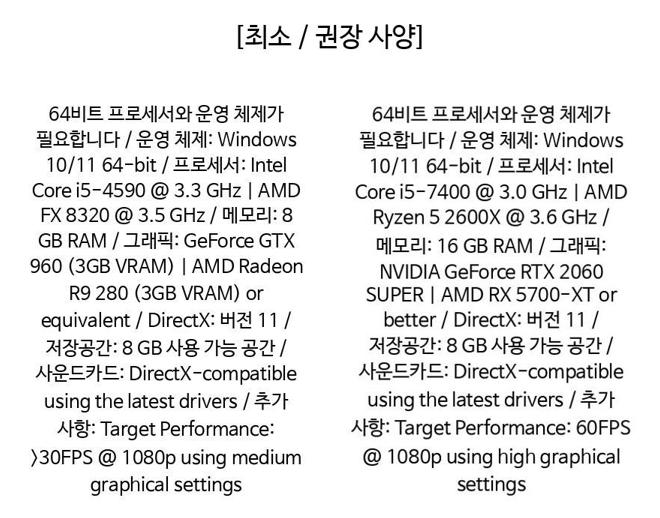 [최소 / 권장 사양]
64비트 프로세서와 운영 체제가
필요합니다 / 운영 체제: Windows
10/11 64-bit / 프로세서: Intel
Core i5-4590 @ 3.3 GHz | AMD
FX 8320 @ 3.5 GHz / 메모리: 8
GB RAM / 그래픽: GeForce GTX
960 (3GB VRAM) | AMD Radeon
R9 280 (3GB VRAM) or
equivalent / DirectX: 버전 11 /
저장공간: 8 GB 사용 가능 공간 /
사운드카드: DirectX-compatible
using the latest drivers / 추가
사항: Target Performance:
>30FPS @ 1080p using medium
graphical settings
64비트 프로세서와 운영 체제가
필요합니다 / 운영 체제: Windows
10/11 64-bit / 프로세서: Intel
Core i5-7400 @ 3.0 GHz | AMD
Ryzen 5 2600X @ 3.6 GHz /
메모리: 16 GB RAM / 그래픽:
NVIDIA GeForce RTX 2060
SUPER | AMD RX 5700-XT or
better / DirectX: 버전 11 /
저장공간: 8 GB 사용 가능 공간 /
사운드카드: DirectX-compatible
using the latest drivers / 추가
사항: Target Performance: 60FPS
@ 1080p using high graphical
settings